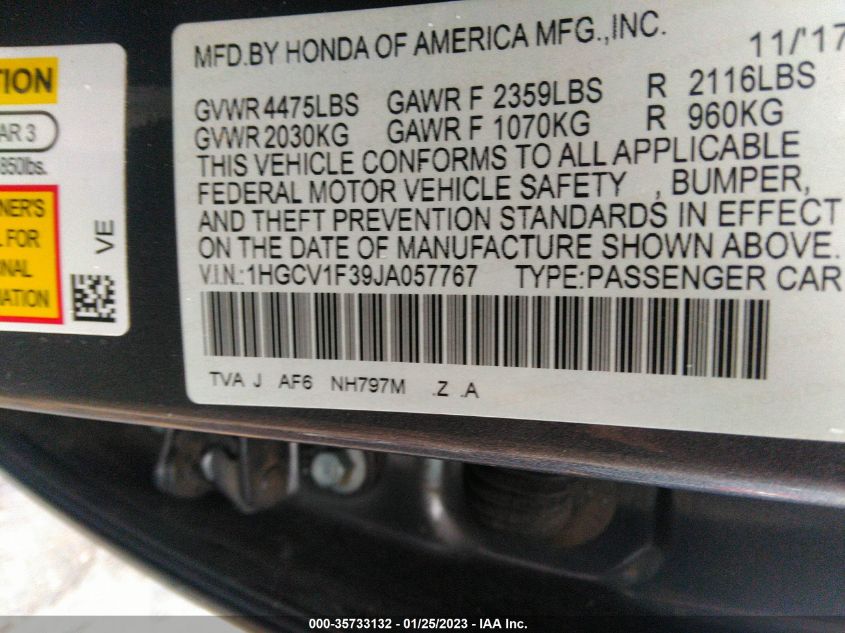 TION
AR 3
850lbs.
NER'S
L FOR
ONAL
MATION
VE
MFD.BY HONDA OF AMERICA MFG.,INC. 11/'17
GVWR 4475LBS GAWR F 2359LBS R 2116LBS
GVWR 2030KG GAWR F 1070KG R 960KG
THIS VEHICLE CONFORMS TO ALL APPLICABLE
FEDERAL MOTOR VEHICLE SAFETY , BUMPER,
AND THEFT PREVENTION STANDARDS IN EFFECT
ON THE DATE OF MANUFACTURE SHOWN ABOVE.
V.I.N.:1HGCV1F39JA057767 TYPE:PASSENGER CAR
TVA J AF6 NH797M .Z .A
000-35733132 - 01/25/2023 - IAA Inc.